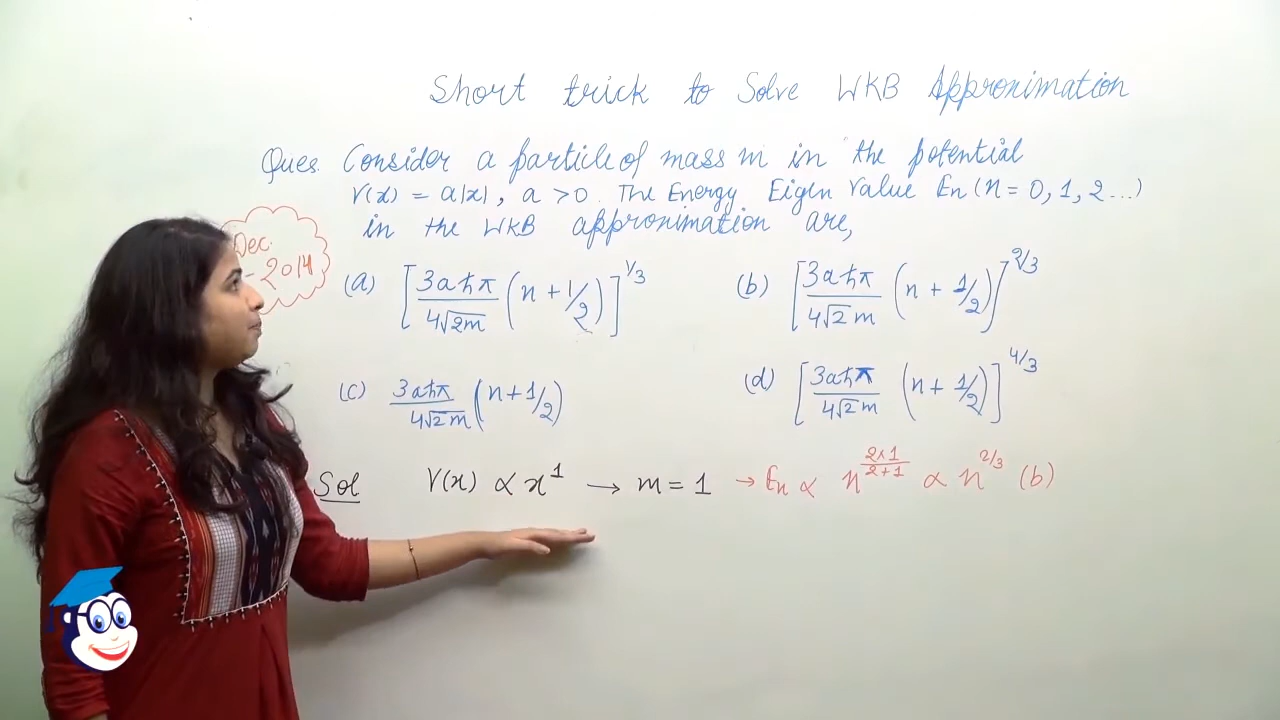 Short trick to Solve WKB Approximation
Ques. Consider a particle of mass m in the potential
V(x) = a|x|, a > 0. The Energy Eigen Value En (n = 0, 1, 2 ...)
in the WKB approximation are,
Dec.
- 2014
(a) [3aℏπ/4√2m (n + 1/2)]^1/3
(b) [3aℏπ/4√2 m (n + 1/2)]^2/3
(c) 3aℏπ/4√2m (n + 1/2)
(d) [3aℏπ/4√2 m (n + 1/2)]^4/3
Sol V(x) ∝ x^1 → m = 1 → En ∝ n^(2×1/2+1) ∝ n^2/3 (b)